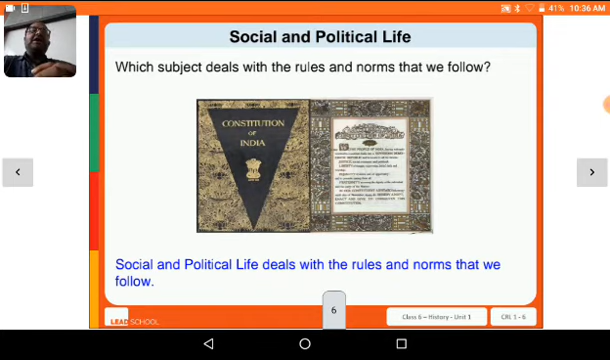 41% 10:36 AM
Social and Political Life
Which subject deals with the rules and norms that we follow?
CONSTITUTION
OF
INDIA
Social and Political Life deals with the rules and norms that we
follow.
6
LEAD SCHOOL
Class 6 – History - Unit 1
CRL 1 - 6